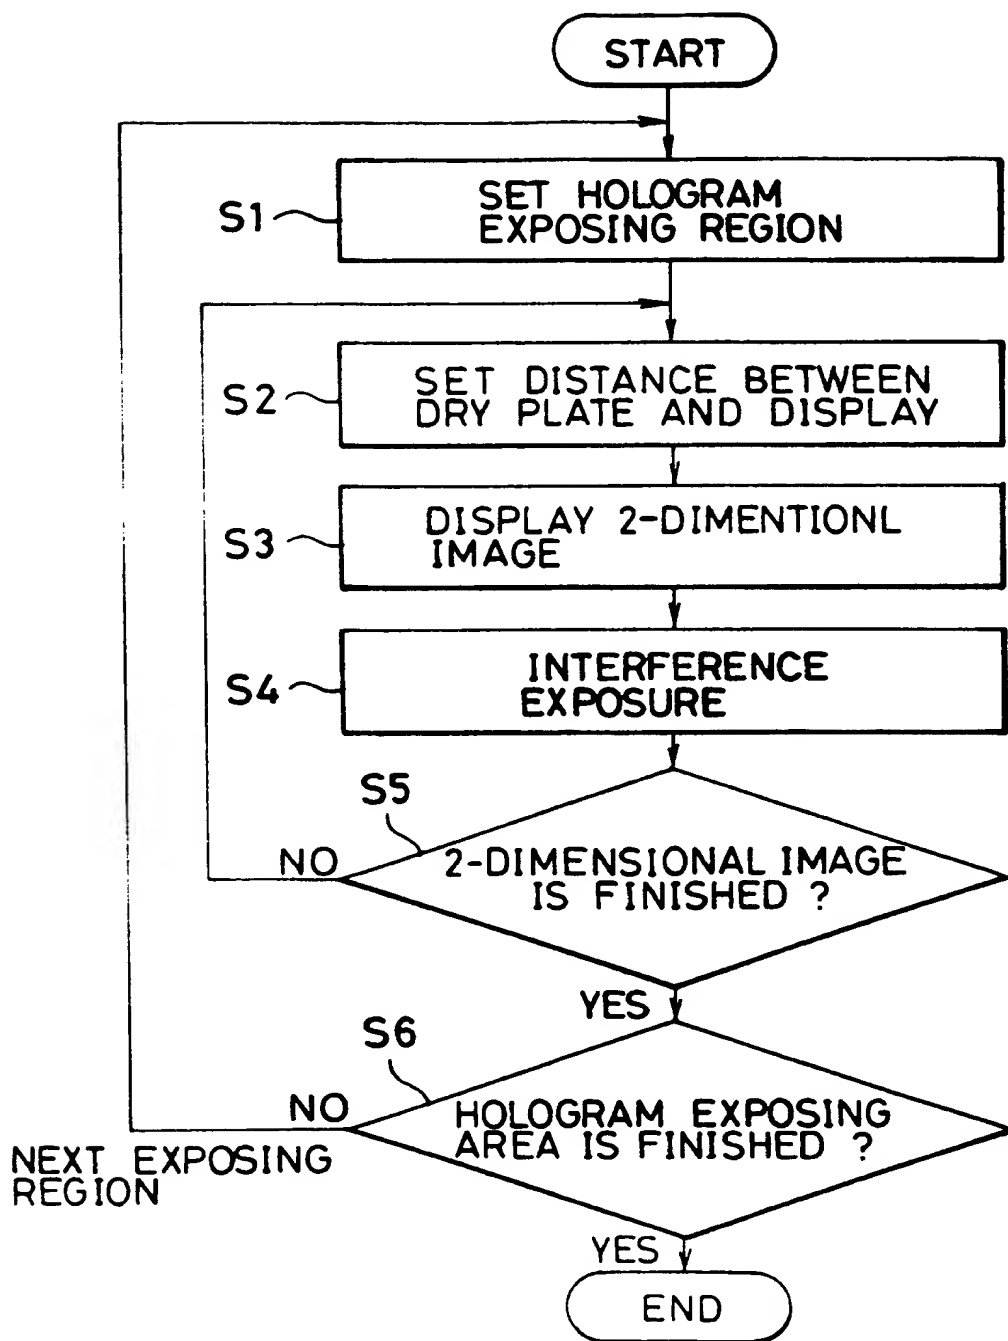 START
S1
SET HOLOGRAM
EXPOSING REGION
S2
SET DISTANCE BETWEEN
DRY PLATE AND DISPLAY
S3
DISPLAY 2-DIMENTIONL
IMAGE
S4
INTERFERENCE
EXPOSURE
S5
NO
2-DIMENSIONAL IMAGE
IS FINISHED ?
YES
S6
NO
HOLOGRAM EXPOSING
AREA IS FINISHED ?
NEXT EXPOSING
REGION
YES
END